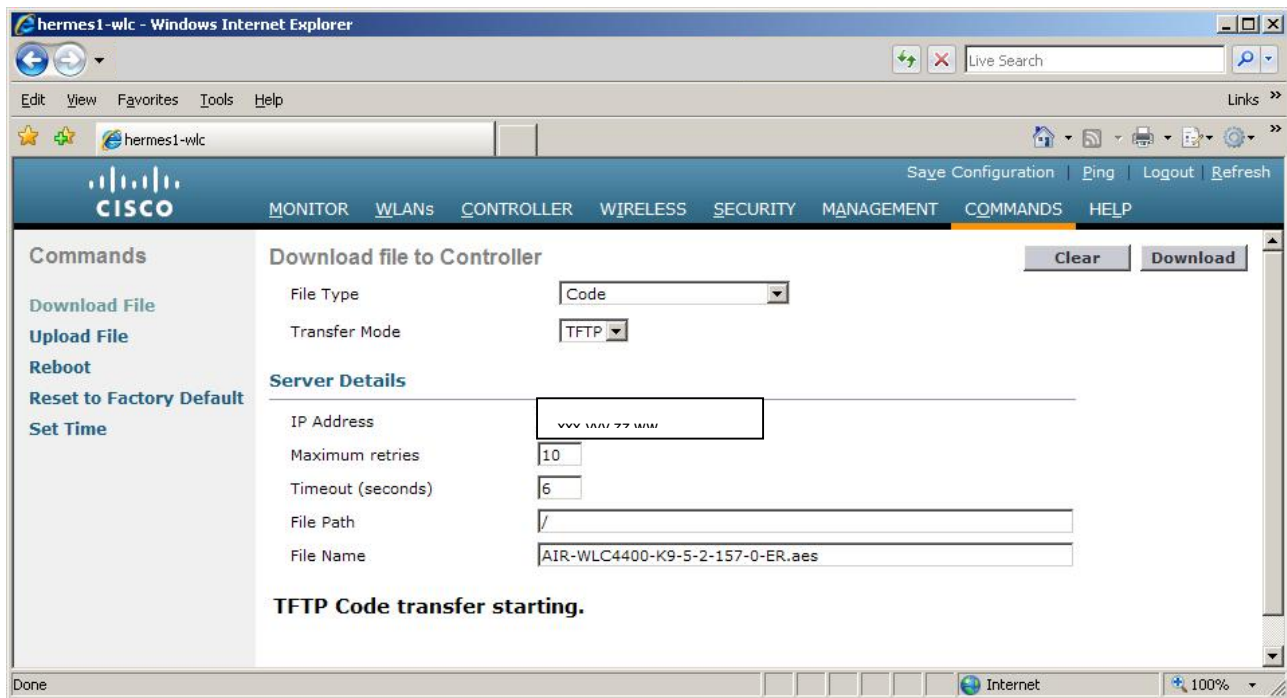 hermes1-wlc - Windows Internet Explorer
Live Search
Edit View Favorites Tools Help Links »
hermes1-wlc »
Save Configuration | Ping | Logout | Refresh
CISCO
MONITOR WLANs CONTROLLER WIRELESS SECURITY MANAGEMENT COMMANDS HELP
Commands
Download File
Upload File
Reboot
Reset to Factory Default
Set Time
Download file to Controller
Clear Download
File Type Code
Transfer Mode TFTP
Server Details
IP Address
Maximum retries 10
Timeout (seconds) 6
File Path /
File Name AIR-WLC4400-K9-5-2-157-0-ER.aes
TFTP Code transfer starting.
Done Internet 100%